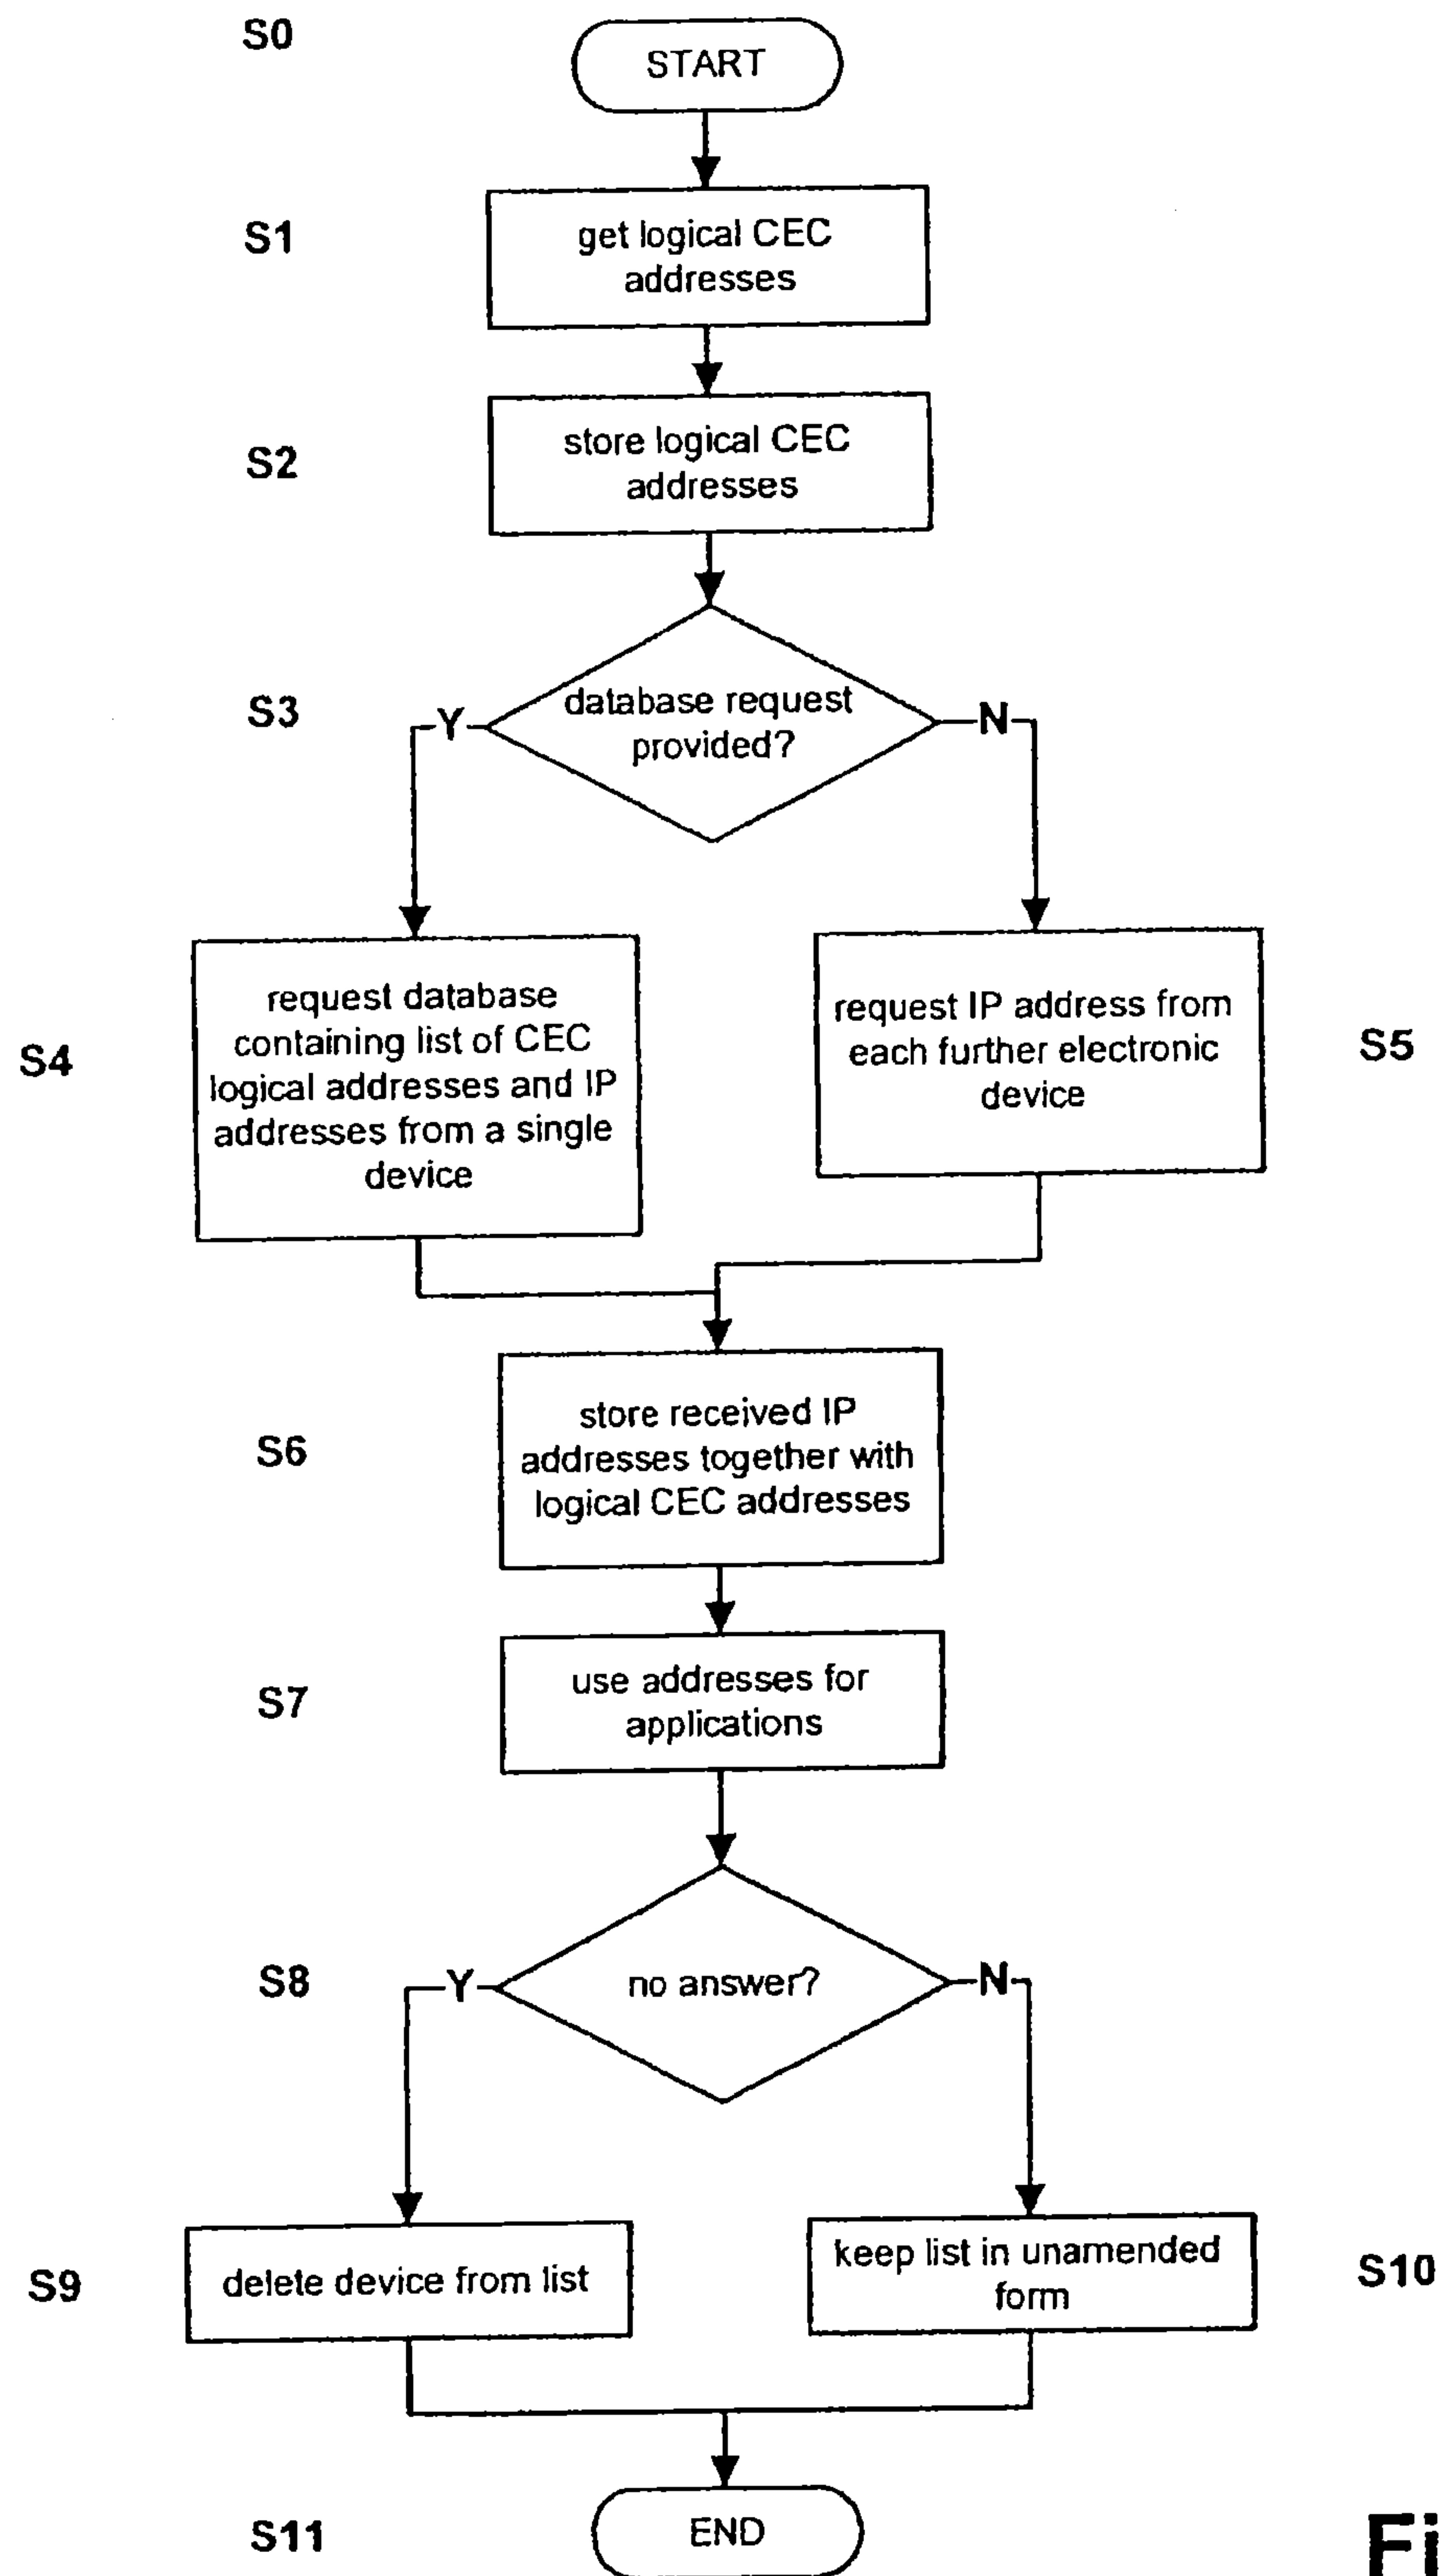 S0
START
S1
get logical CEC
addresses
S2
store logical CEC
addresses
S3
Y
database request
provided?
N
S4
request database
containing list of CEC
logical addresses and IP
addresses from a single
device
request IP address from
each further electronic
device
S5
S6
store received IP
addresses together with
logical CEC addresses
S7
use addresses for
applications
S8
Y
no answer?
N
S9
delete device from list
keep list in unamended
form
S10
S11
END
Fi